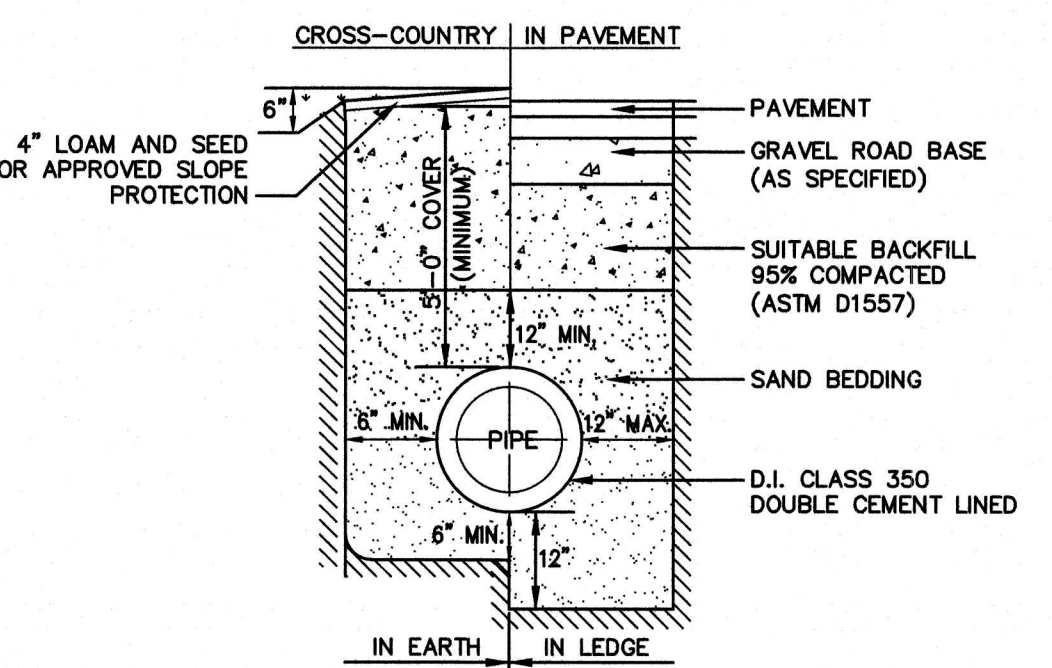 CROSS-COUNTRY
IN PAVEMENT
6"
4" LOAM AND SEED
OR APPROVED SLOPE
PROTECTION
5'-0" COVER
(MINIMUM)
PAVEMENT
GRAVEL ROAD BASE
(AS SPECIFIED)
SUITABLE BACKFILL
95% COMPACTED
(ASTM D1557)
12" MIN.
SAND BEDDING
6" MIN.
PIPE
12" MAX.
D.I. CLASS 350
DOUBLE CEMENT LINED
6" MIN.
12"
IN EARTH
IN LEDGE